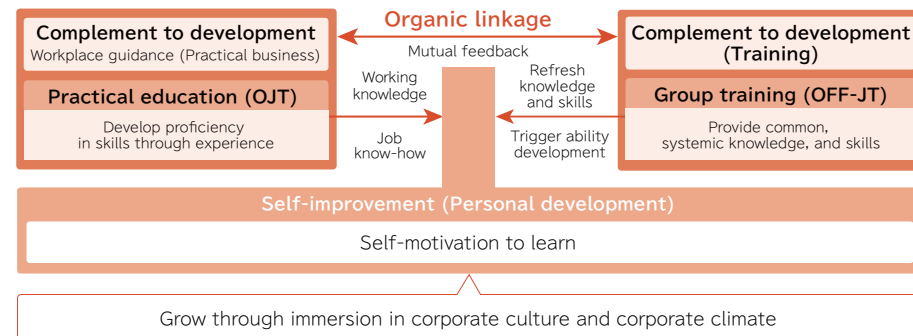 Complement to development
Workplace guidance (Practical business)
Practical education (OJT)
Develop proficiency
in skills through experience
Organic linkage
Mutual feedback
Working
knowledge
Job
know-how
Refresh
knowledge
and skills
Trigger ability
development
Complement to development
(Training)
Group training (OFF-JT)
Provide common,
systemic knowledge, and skills
Self-improvement (Personal development)
Self-motivation to learn
Grow through immersion in corporate culture and corporate climate